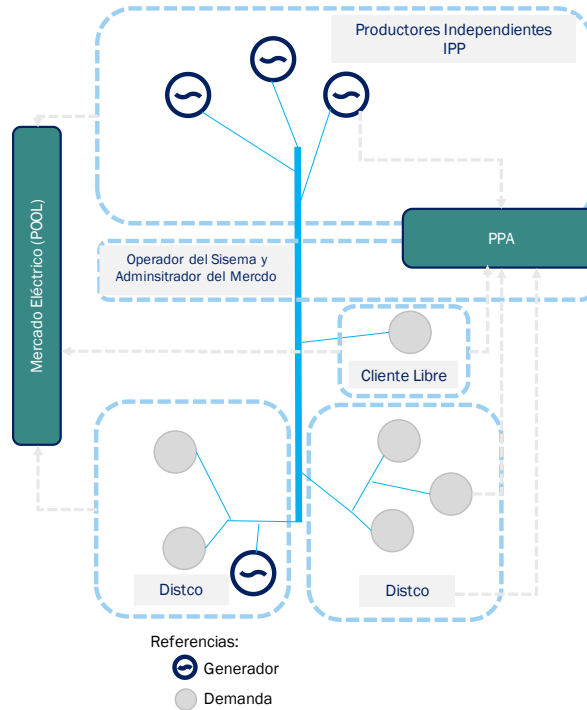 Productores Independientes
IPP
Mercado Eléctrico (POOL)
PPA
Operador del Sisema y
Adminsitrador del Mercdo
Cliente Libre
Distco
Distco
Referencias:
Generador
Demanda